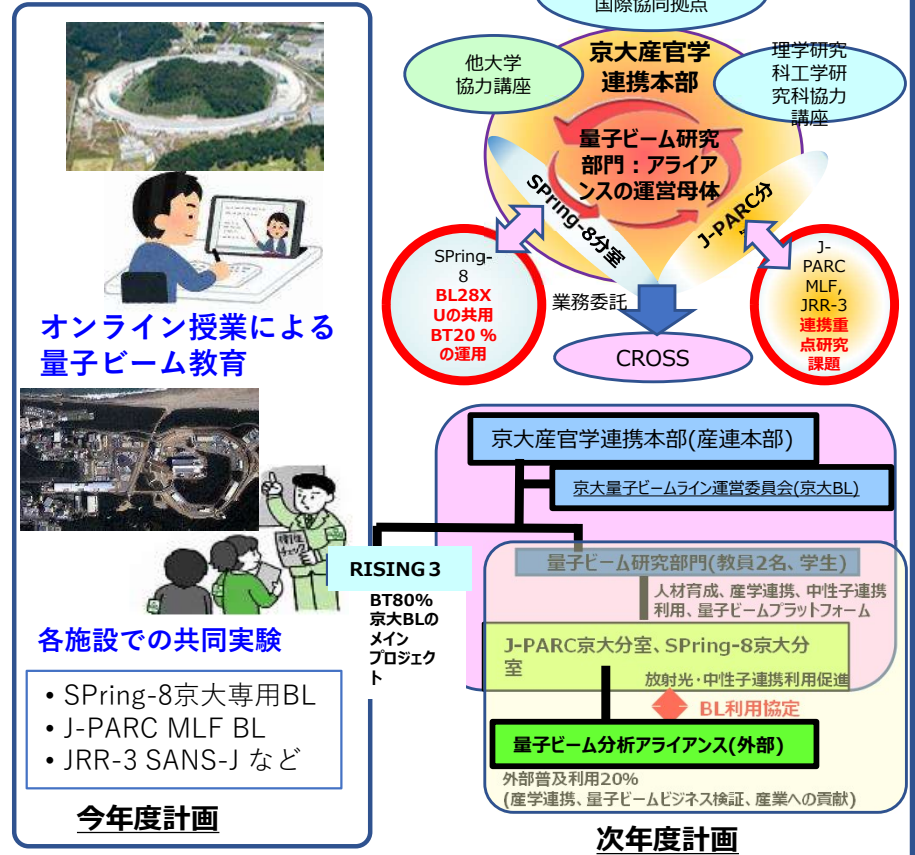 オンライン授業による
量子ビーム教育
各施設での共同実験
• SPring-8京大専用BL
• J-PARC MLF BL
• JRR-3 SANS-J など
今年度計画
国際協同拠点
他大学
協力講座
京大産官学
連携本部
理学研究
科工学研
究科協力
講座
量子ビーム研究
部門：アライア
ンスの運営母体
SPring-8分室
J-PARC分
SPring-
8
BL28X
Uの共用
BT20 %
の運用
業務委託
CROSS
J-
PARC
MLF,
JRR-3
連携重
点研究
課題
京大産官学連携本部(産連本部)
京大量子ビームライン運営委員会(京大BL)
RISING３
BT80%
京大BLの
メイン
プロジェク
ト
量子ビーム研究部門(教員2名、学生)
人材育成、産学連携、中性子連携
利用、量子ビームプラットフォーム
J-PARC京大分室、SPring-8京大分
室
放射光・中性子連携利用促進
BL利用協定
量子ビーム分析アライアンス(外部)
外部普及利用20%
(産学連携、量子ビームビジネス検証、産業への貢献)
次年度計画